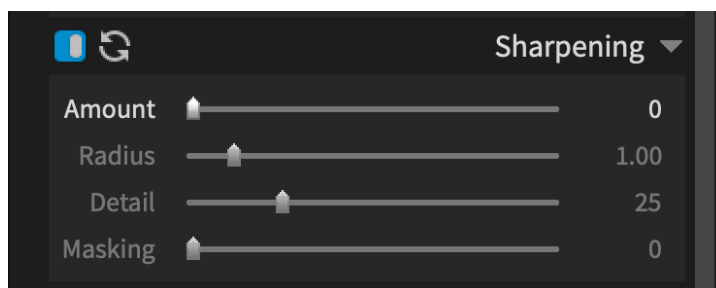 Sharpening
Amount 0
Radius 1.00
Detail 25
Masking 0